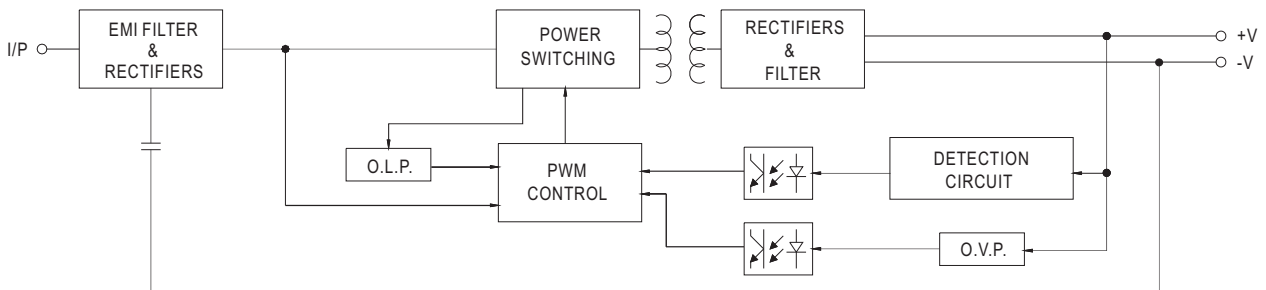 I/P
EMI FILTER
&
RECTIFIERS
POWER
SWITCHING
RECTIFIERS
&
FILTER
+V
-V
O.L.P.
PWM
CONTROL
DETECTION
CIRCUIT
O.V.P.